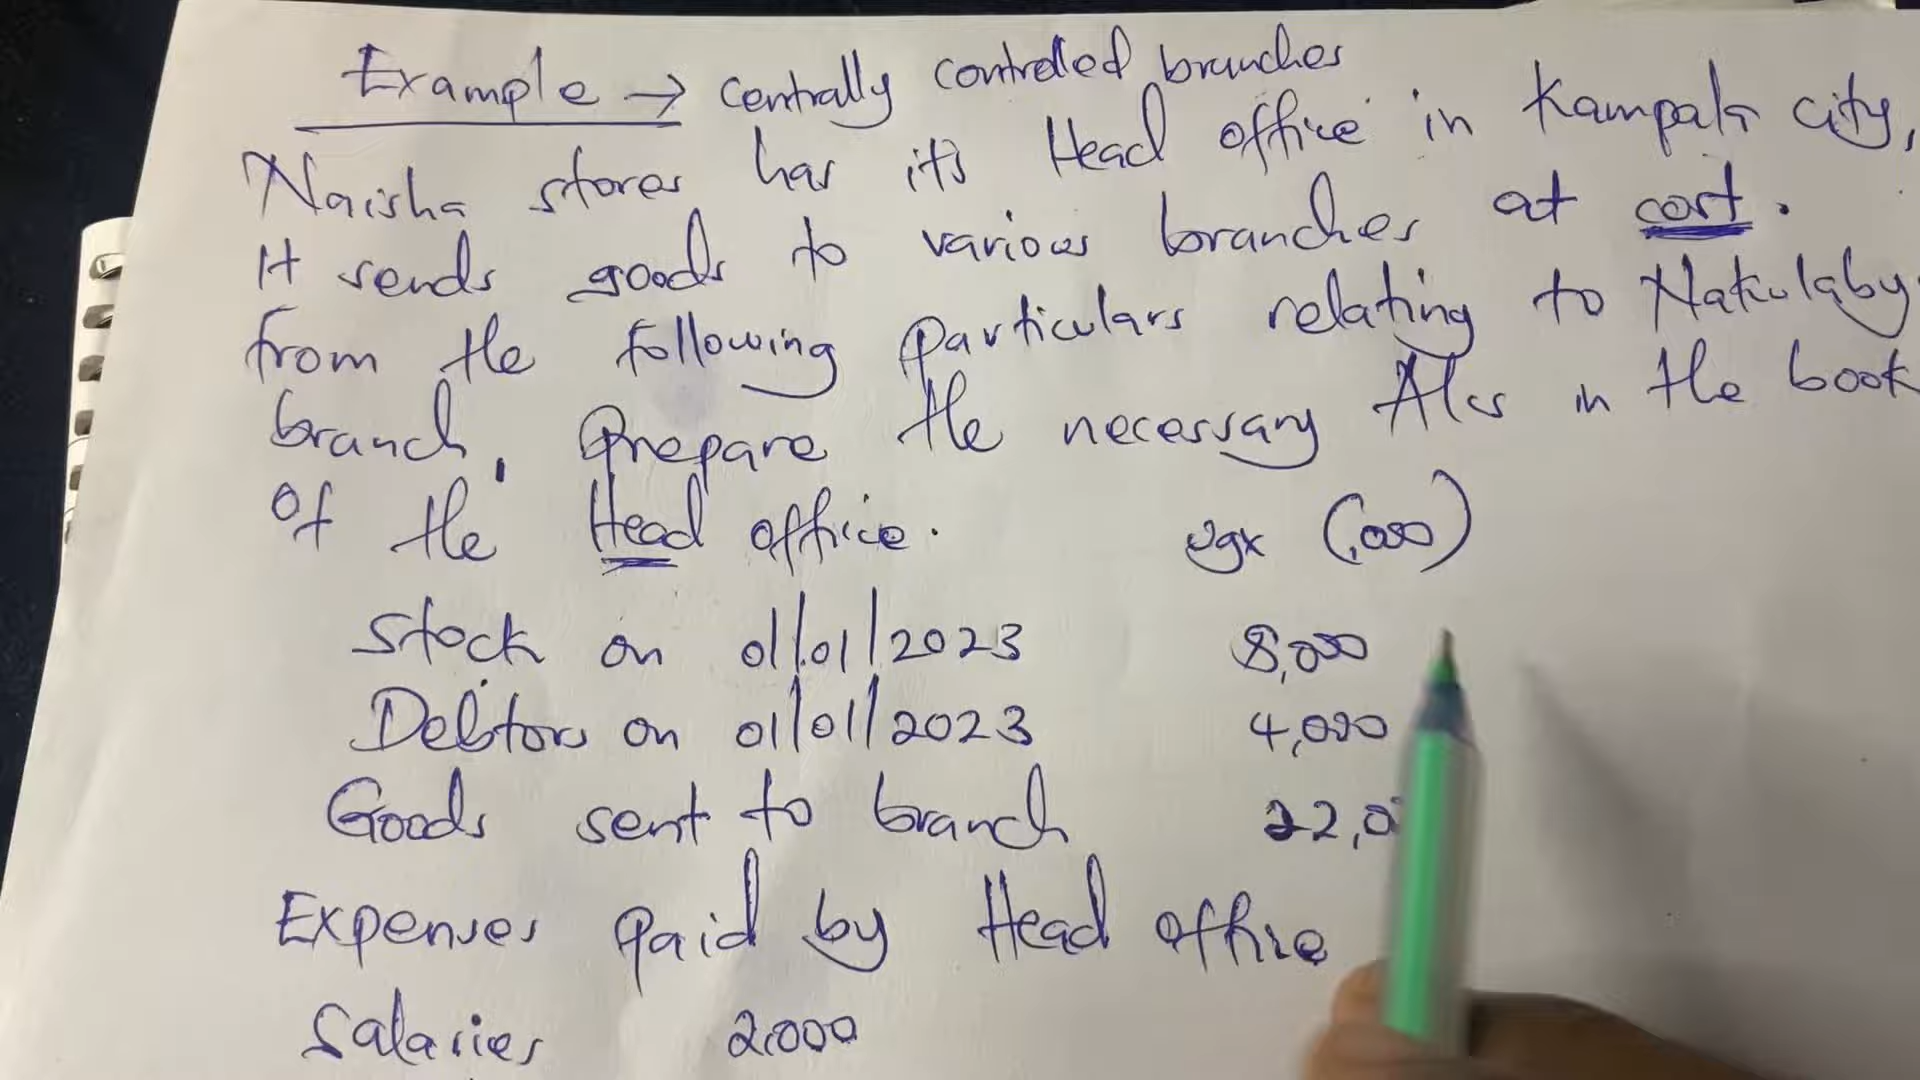 Example → centrally controlled branches
Naisha stores has its Head office in Kampala city,
It sends goods to various branches at cost.
from the following particulars relating to Nakulaby
branch, prepare the necessary A/cs in the book
of the Head office. ugx (,000)
Stock on 01/01/2023 8,000
Debtors on 01/01/2023 4,000
Goods sent to branch 22,0
Expenses paid by Head office
Salaries 2,000